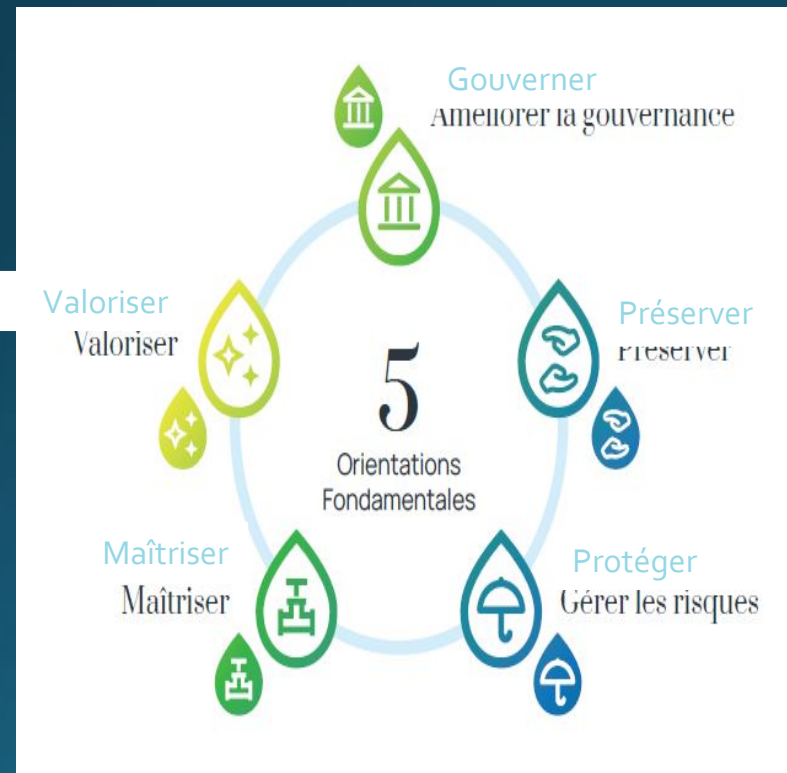 Gouverner
Améliorer la gouvernance
Valoriser
Valoriser
Préserver
Préserver
5
Orientations
Fondamentales
Maîtriser
Maîtriser
Protéger
Gérer les risques